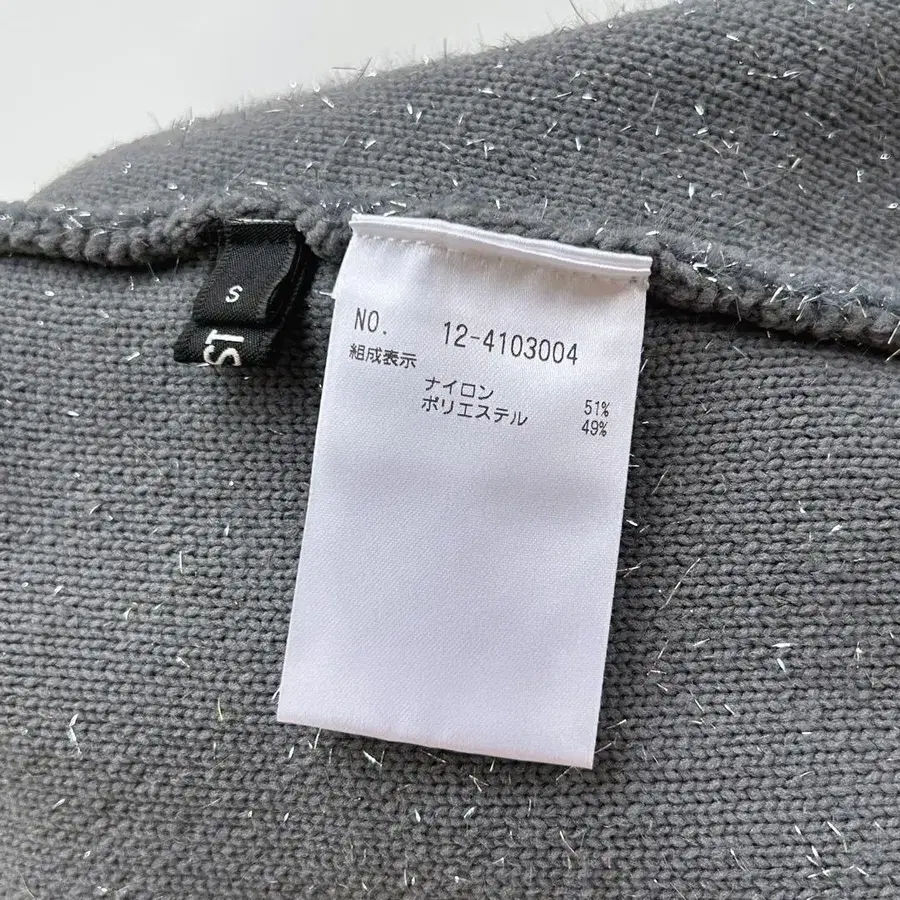 S
NO. 12-4103004
組成表示
ナイロン 51%
ポリエステル 49%